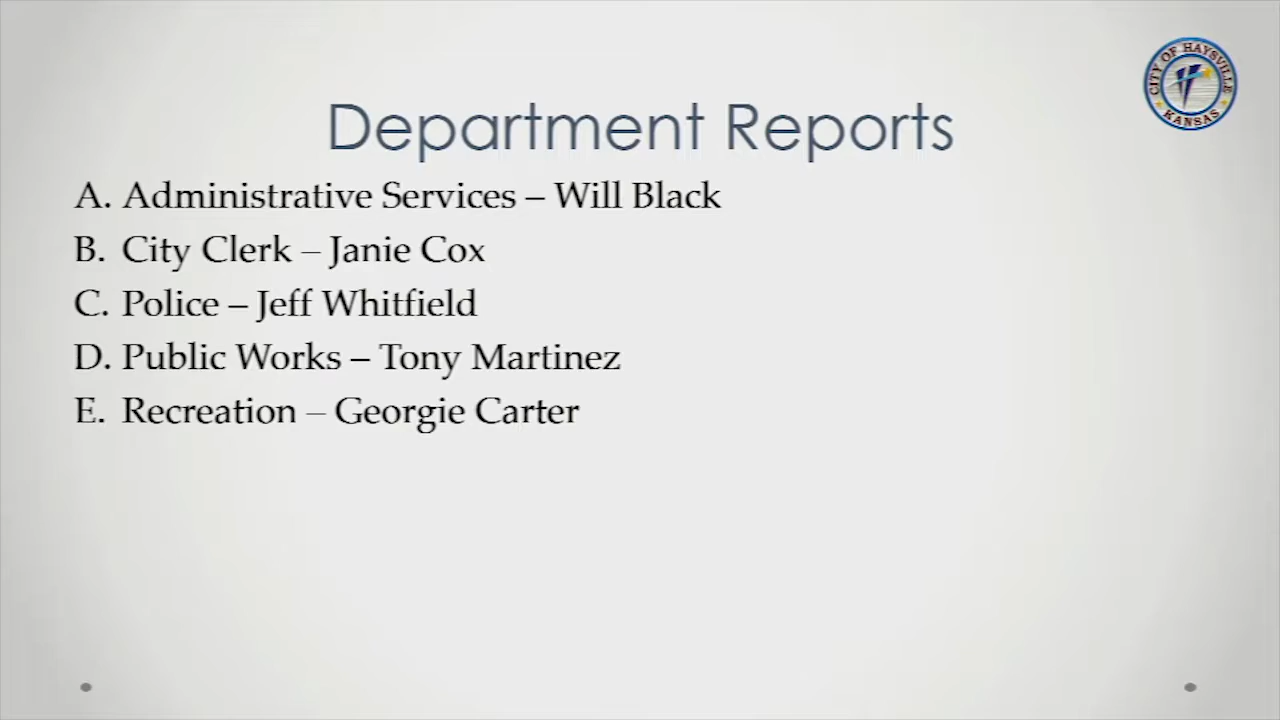 CITY OF HAYSVILLE
KANSAS
Department Reports
A. Administrative Services – Will Black
B. City Clerk – Janie Cox
C. Police – Jeff Whitfield
D. Public Works – Tony Martinez
E. Recreation – Georgie Carter